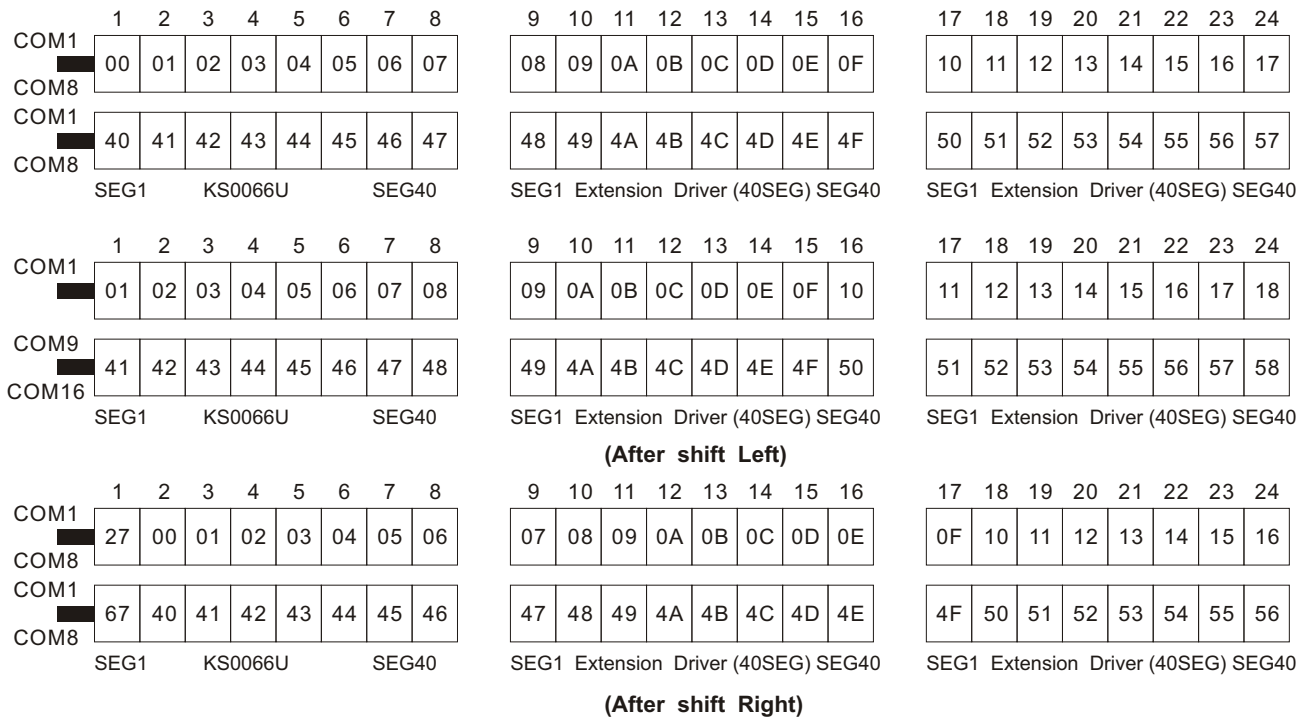 1 2 3 4 5 6 7 8 9 10 11 12 13 14 15 16 17 18 19 20 21 22 23 24
COM1
00 01 02 03 04 05 06 07 08 09 0A 0B 0C 0D 0E 0F 10 11 12 13 14 15 16 17
COM8
COM1
40 41 42 43 44 45 46 47 48 49 4A 4B 4C 4D 4E 4F 50 51 52 53 54 55 56 57
COM8
SEG1 KS0066U SEG40 SEG1 Extension Driver (40SEG) SEG40 SEG1 Extension Driver (40SEG) SEG40
1 2 3 4 5 6 7 8 9 10 11 12 13 14 15 16 17 18 19 20 21 22 23 24
COM1
01 02 03 04 05 06 07 08 09 0A 0B 0C 0D 0E 0F 10 11 12 13 14 15 16 17 18
COM9
41 42 43 44 45 46 47 48 49 4A 4B 4C 4D 4E 4F 50 51 52 53 54 55 56 57 58
COM16
SEG1 KS0066U SEG40 SEG1 Extension Driver (40SEG) SEG40 SEG1 Extension Driver (40SEG) SEG40
(After shift Left)
1 2 3 4 5 6 7 8 9 10 11 12 13 14 15 16 17 18 19 20 21 22 23 24
COM1
27 00 01 02 03 04 05 06 07 08 09 0A 0B 0C 0D 0E 0F 10 11 12 13 14 15 16
COM8
COM1
67 40 41 42 43 44 45 46 47 48 49 4A 4B 4C 4D 4E 4F 50 51 52 53 54 55 56
COM8
SEG1 KS0066U SEG40 SEG1 Extension Driver (40SEG) SEG40 SEG1 Extension Driver (40SEG) SEG40
(After shift Right)